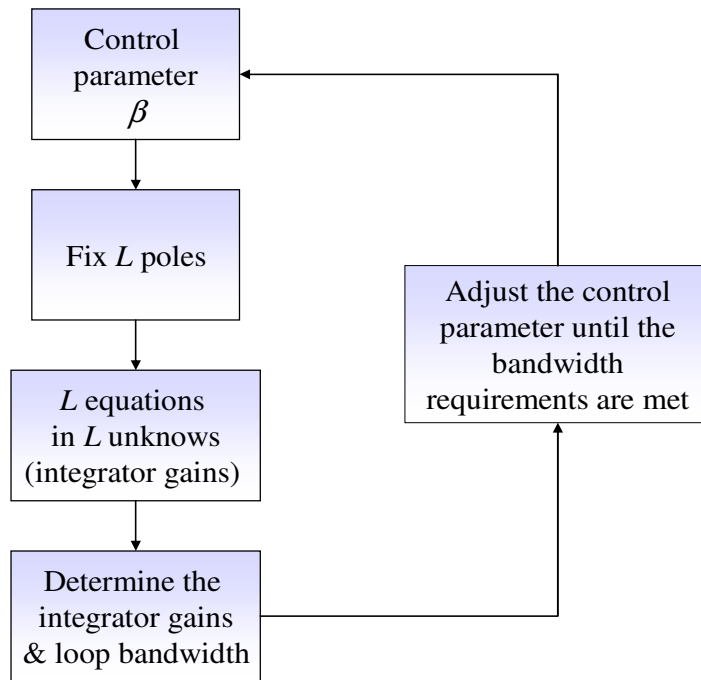 Control
parameter
β
Fix L poles
L equations
in L unknows
(integrator gains)
Determine the
integrator gains
& loop bandwidth
Adjust the control
parameter until the
bandwidth
requirements are met